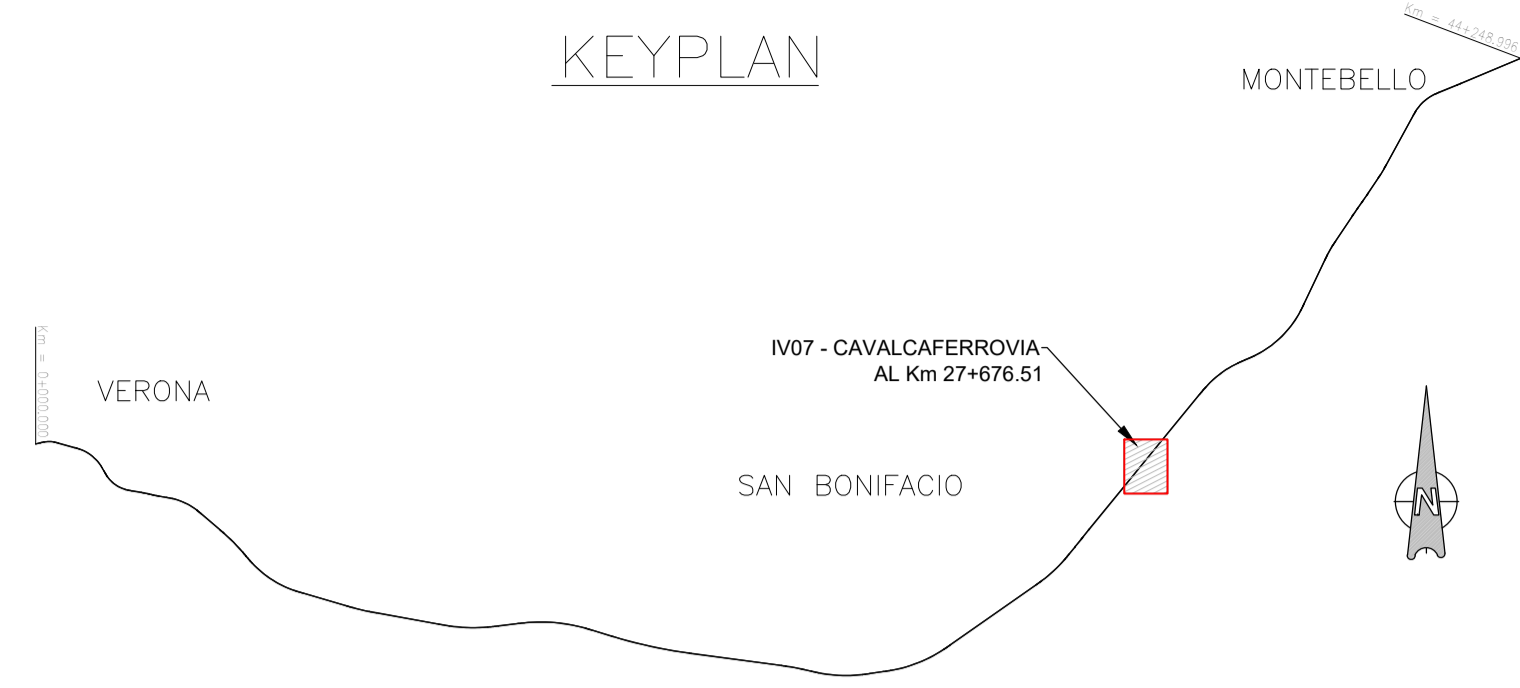 KEYPLAN
Km = 44+248.996
MONTEBELLO
IV07 - CAVALCAFERROVIA
AL Km 27+676.51
Km = 0+000.000
VERONA
SAN BONIFACIO
N